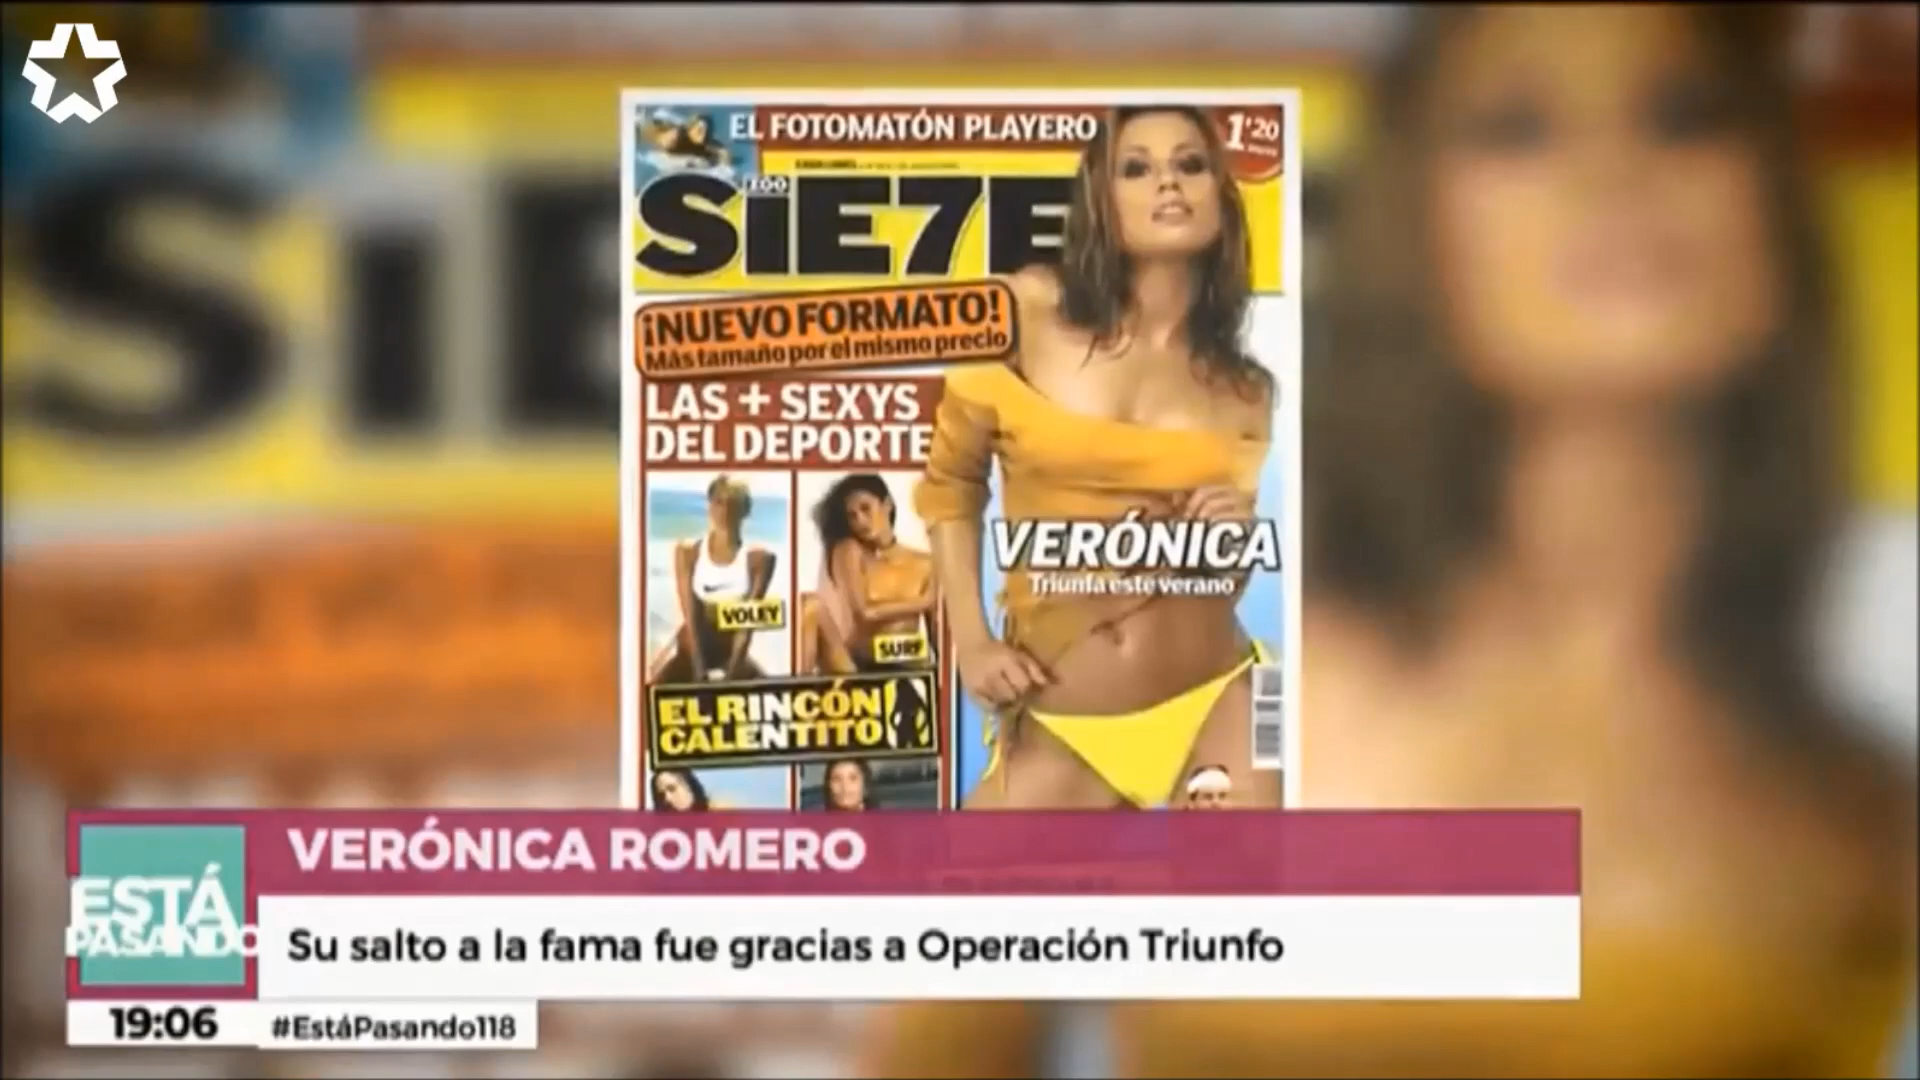 EL FOTOMATÓN PLAYERO
1'20
ZOO
SiE7E
¡NUEVO FORMATO!
Más tamaño por el mismo precio
LAS + SEXYS
DEL DEPORTE
VERÓNICA
Triunfa este verano
VOLEY
SURF
EL RINCÓN
CALENTITO
VERÓNICA ROMERO
ESTÁ
PASANDO
Su salto a la fama fue gracias a Operación Triunfo
19:06
#EstáPasando118
SiE